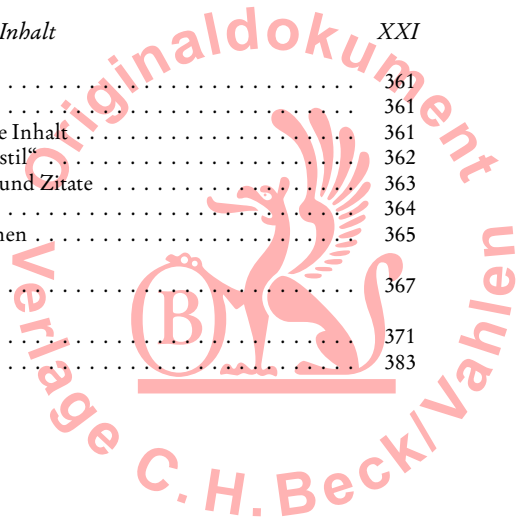 Inhalt XXI
. . . . . . . . . . . . . . . . . . . . . . . . . . 361
. . . . . . . . . . . . . . . . . . . . . . . . . . 361
e Inhalt . . . . . . . . . . . . . . . . . . . . . 361
stil“ . . . . . . . . . . . . . . . . . . . . . . . . 362
und Zitate . . . . . . . . . . . . . . . . . . . 363
. . . . . . . . . . . . . . . . . . . . . . . . . . 364
nen . . . . . . . . . . . . . . . . . . . . . . . . 365
. . . . . . . . . . . . . . . . . . . . . . . . . . 367
. . . . . . . . . . . . . . . . . . . . . . . . . . 371
. . . . . . . . . . . . . . . . . . . . . . . . . . 383
Originaldokument
B
Verlage C.H.Beck/Vahlen